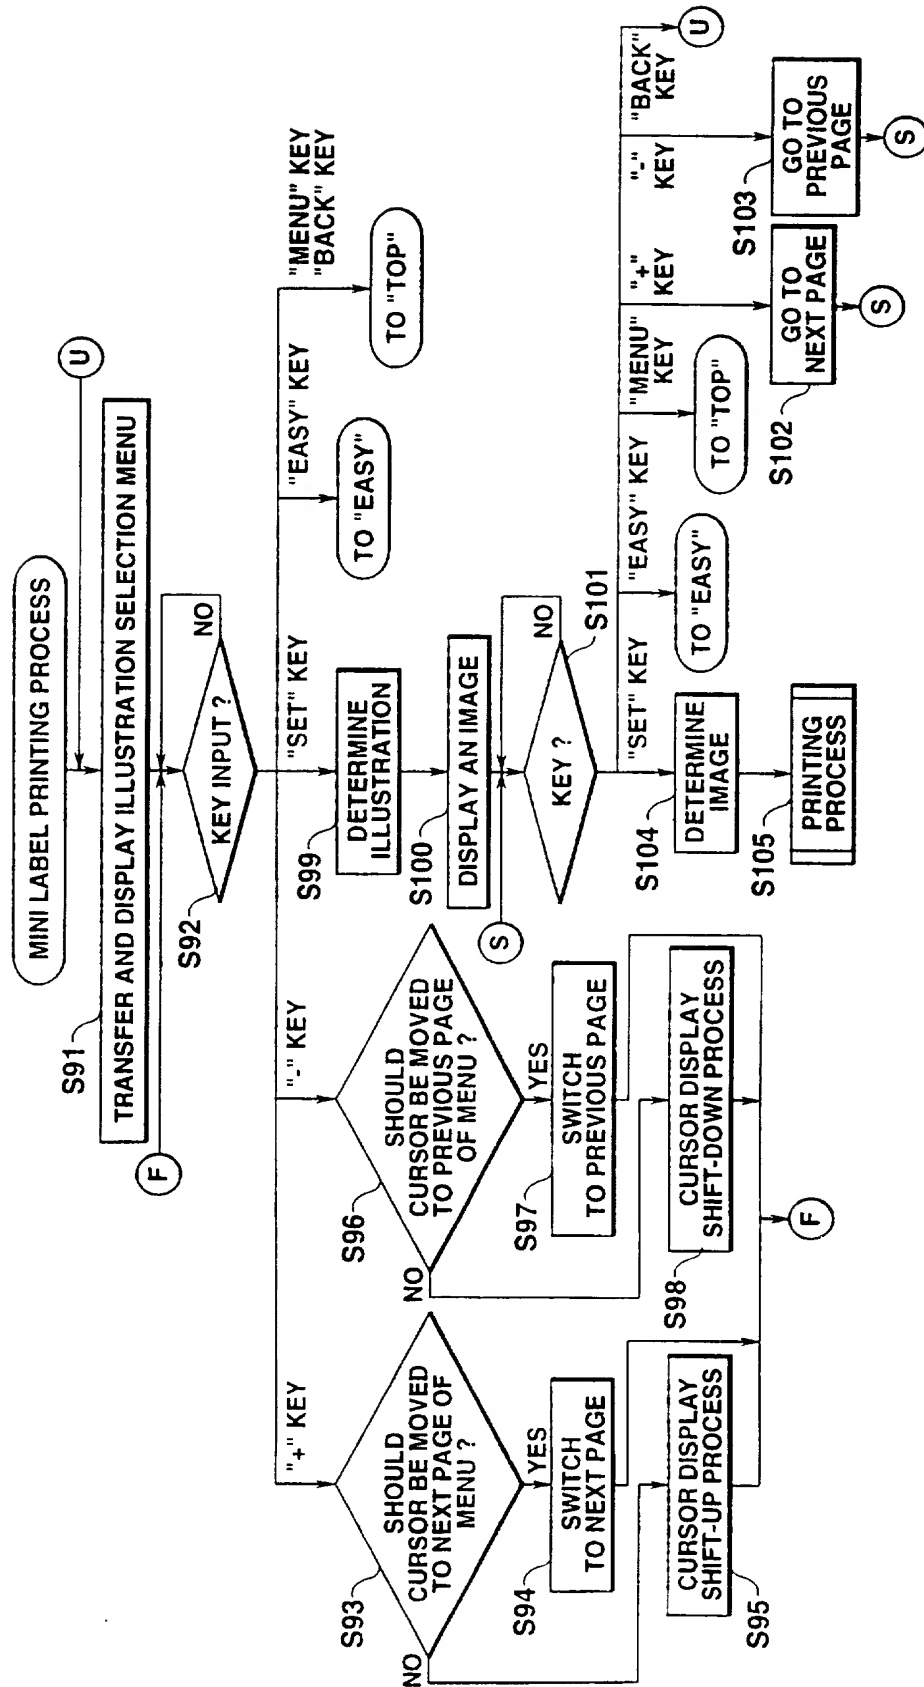 MINI LABEL PRINTING PROCESS
U
S91
TRANSFER AND DISPLAY ILLUSTRATION SELECTION MENU
F
S92
KEY INPUT ?
NO
"+" KEY
"-" KEY
"SET" KEY
"EASY" KEY
"MENU" KEY
"BACK" KEY
S93
SHOULD
CURSOR BE MOVED
TO NEXT PAGE OF
MENU ?
NO
YES
S94
SWITCH
TO NEXT PAGE
S95
CURSOR DISPLAY
SHIFT-UP PROCESS
S96
SHOULD
CURSOR BE MOVED
TO PREVIOUS PAGE
OF MENU ?
NO
YES
S97
SWITCH
TO PREVIOUS PAGE
S98
CURSOR DISPLAY
SHIFT-DOWN PROCESS
F
S99
DETERMINE
ILLUSTRATION
TO "EASY"
TO "TOP"
S100
DISPLAY AN IMAGE
S
KEY ?
NO
S101
"SET" KEY
"EASY" KEY
"MENU"
KEY
"+"
KEY
"-"
KEY
"BACK"
KEY
S104
DETERMINE
IMAGE
TO "EASY"
TO "TOP"
U
S105
PRINTING
PROCESS
S102
GO TO
NEXT PAGE
S
S103
GO TO
PREVIOUS
PAGE
S